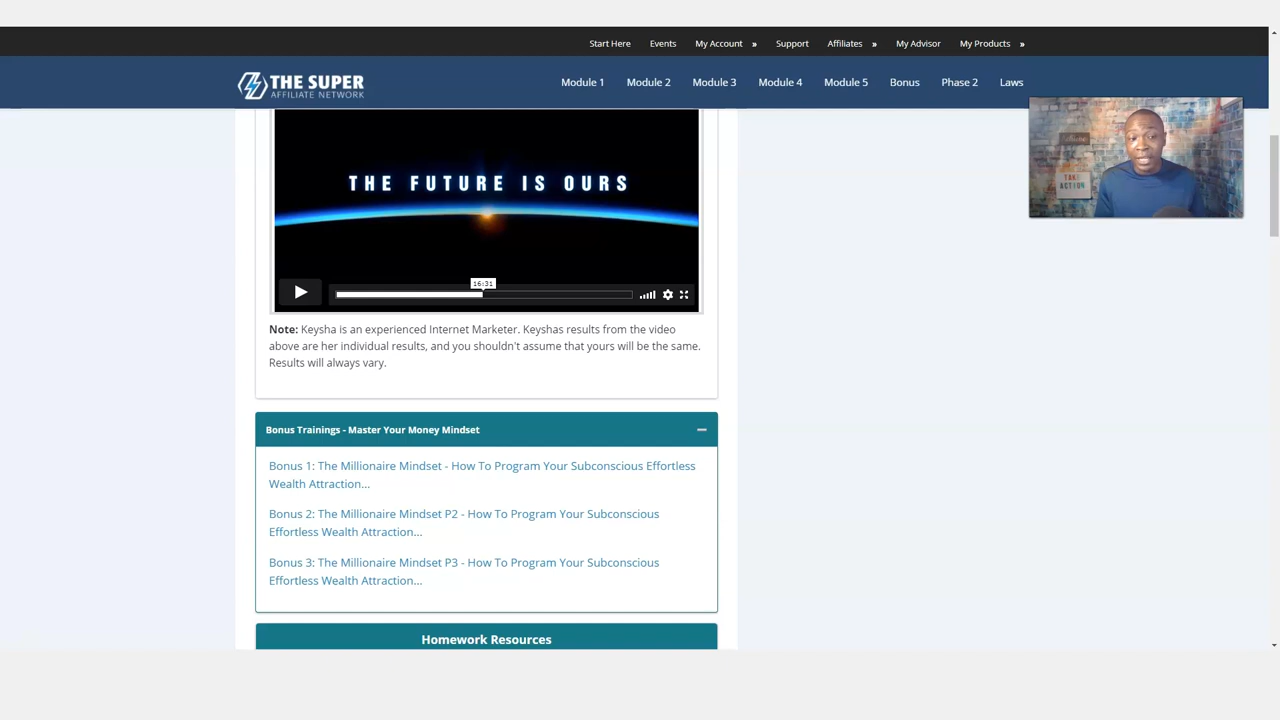 Start Here Events My Account » Support Affiliates » My Advisor My Products »
THE SUPER
AFFILIATE NETWORK
Module 1 Module 2 Module 3 Module 4 Module 5 Bonus Phase 2 Laws
TAKE
ACTION
THE FUTURE IS OURS
16:31
Note: Keysha is an experienced Internet Marketer. Keyshas results from the video
above are her individual results, and you shouldn't assume that yours will be the same.
Results will always vary.
Bonus Trainings - Master Your Money Mindset
Bonus 1: The Millionaire Mindset - How To Program Your Subconscious Effortless
Wealth Attraction...
Bonus 2: The Millionaire Mindset P2 - How To Program Your Subconscious
Effortless Wealth Attraction...
Bonus 3: The Millionaire Mindset P3 - How To Program Your Subconscious
Effortless Wealth Attraction...
Homework Resources